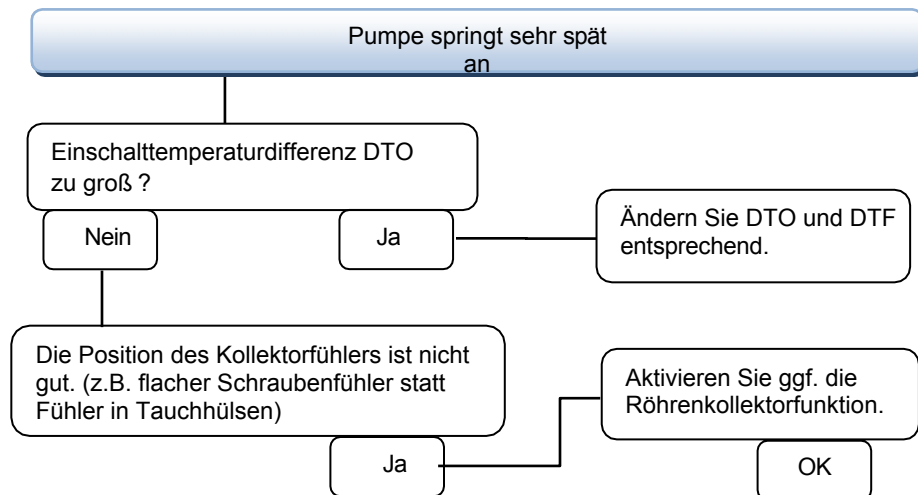 Pumpe springt sehr spät
an
Einschalttemperaturdifferenz DTO
zu groß ?
Nein
Ja
Ändern Sie DTO und DTF
entsprechend.
Die Position des Kollektorfühlers ist nicht
gut. (z.B. flacher Schraubenfühler statt
Fühler in Tauchhülsen)
Ja
Aktivieren Sie ggf. die
Röhrenkollektorfunktion.
OK